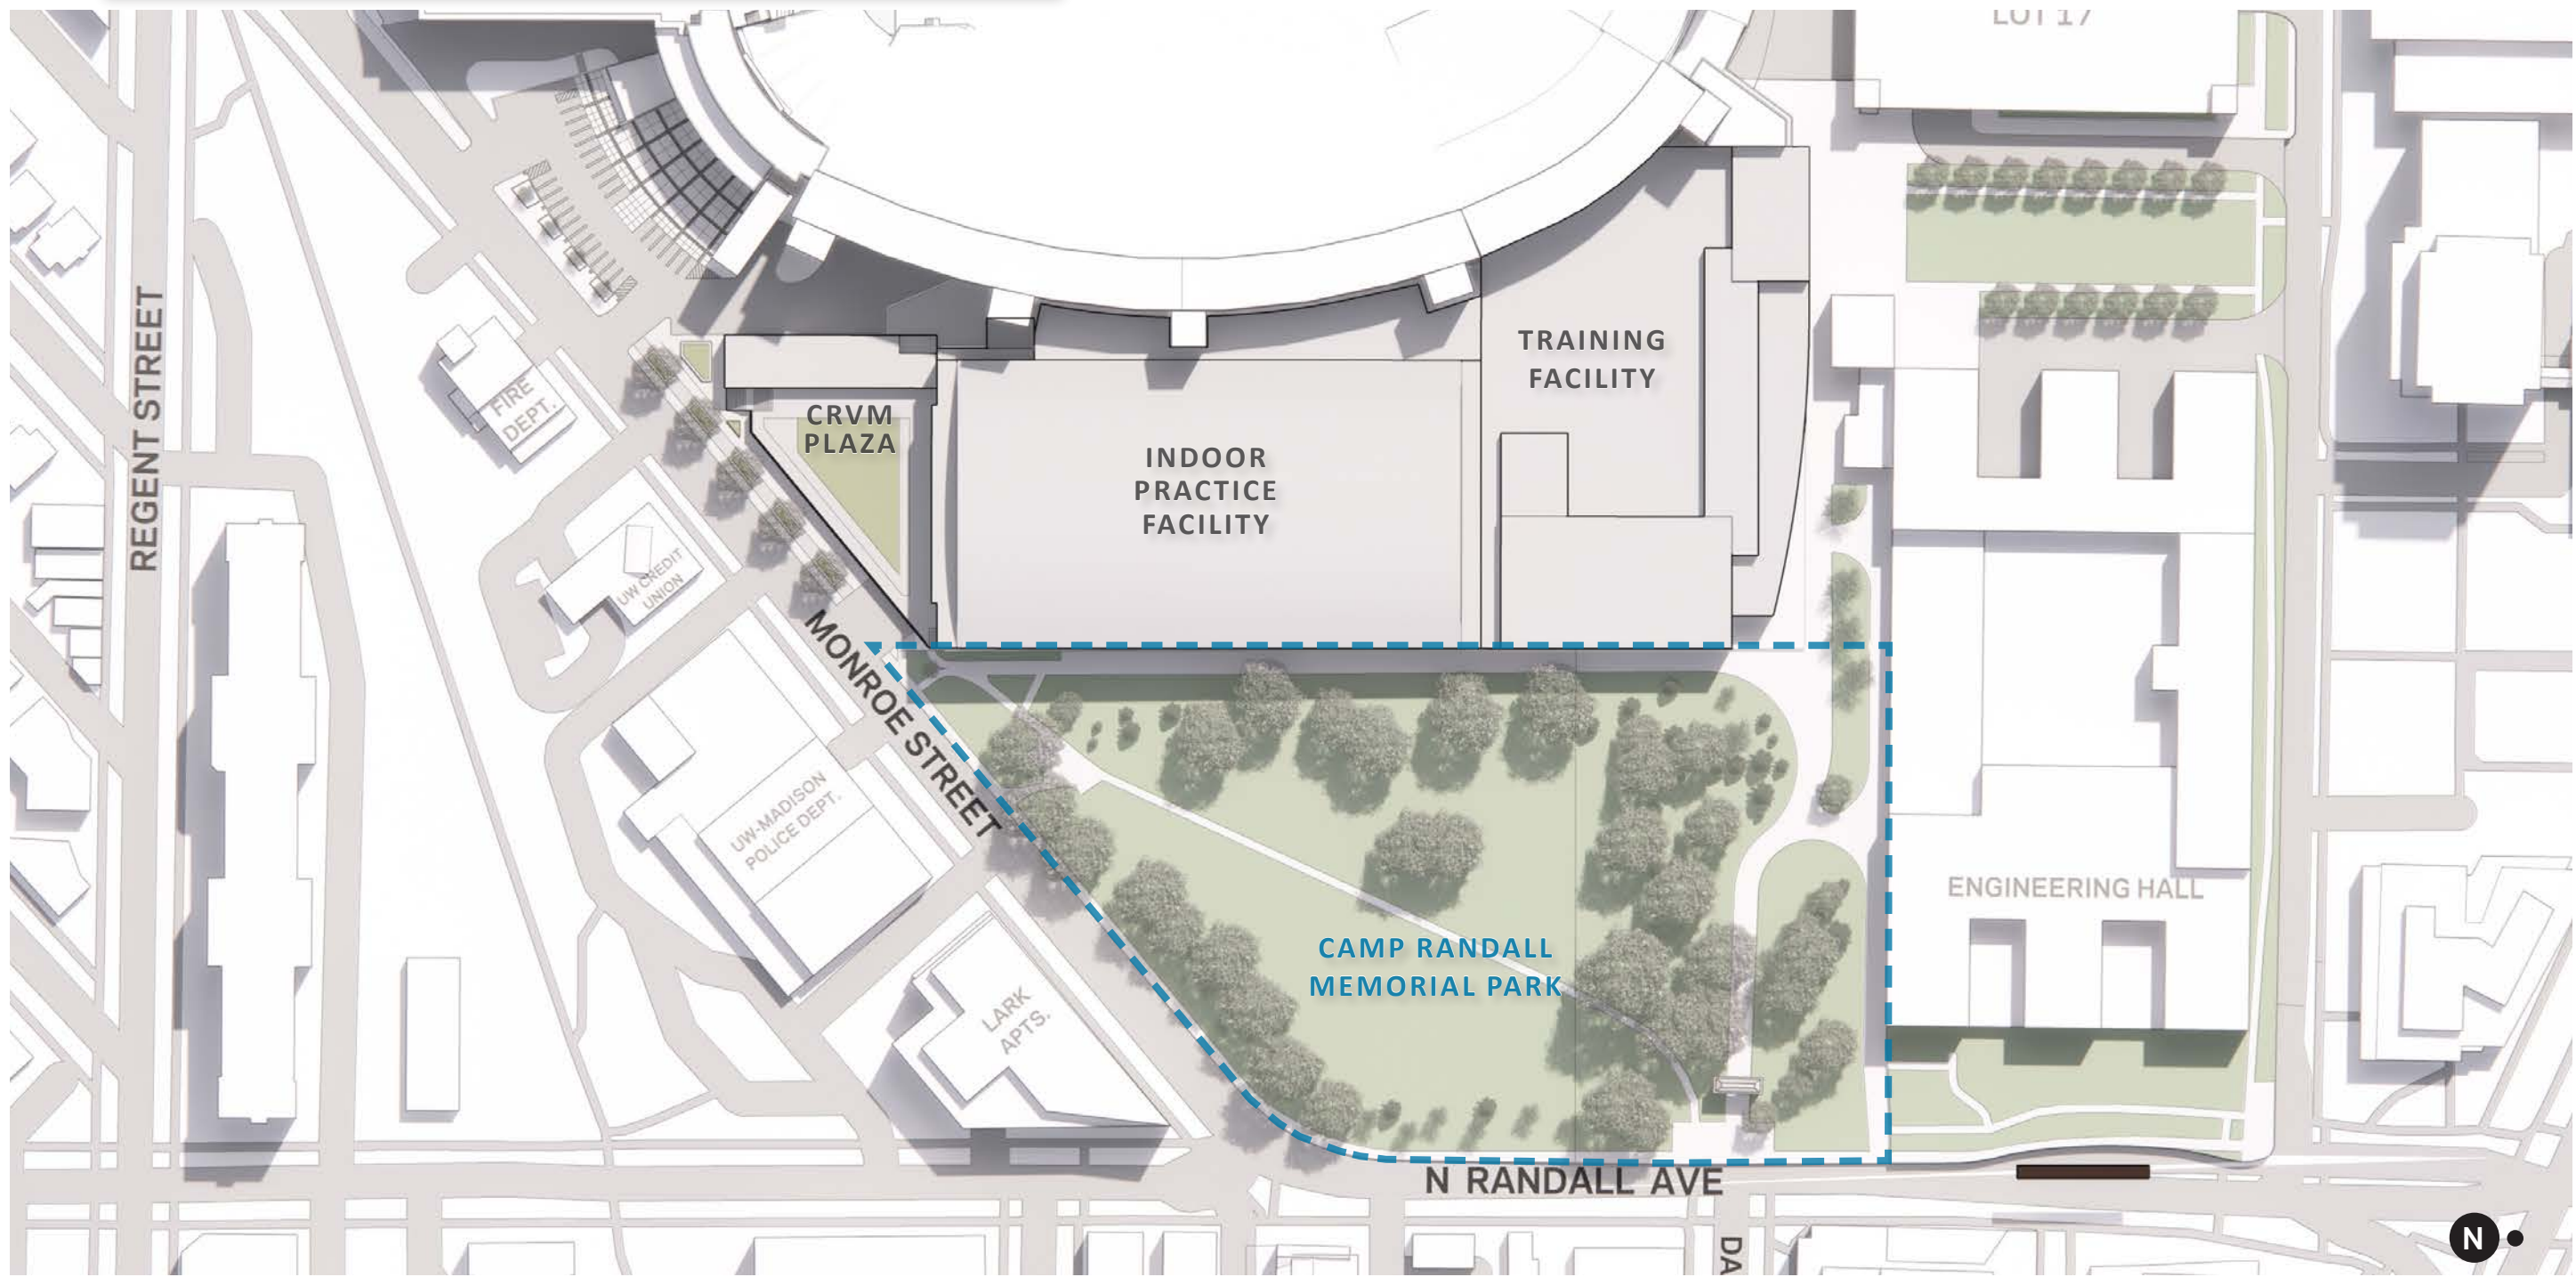 LOT 17
TRAINING
FACILITY
CRVM
PLAZA
INDOOR
PRACTICE
FACILITY
REGENT STREET
FIRE
DEPT.
UW CREDIT
UNION
MONROE STREET
UW-MADISON
POLICE DEPT.
ENGINEERING HALL
CAMP RANDALL
MEMORIAL PARK
LARK
APTS.
N RANDALL AVE
DA
N